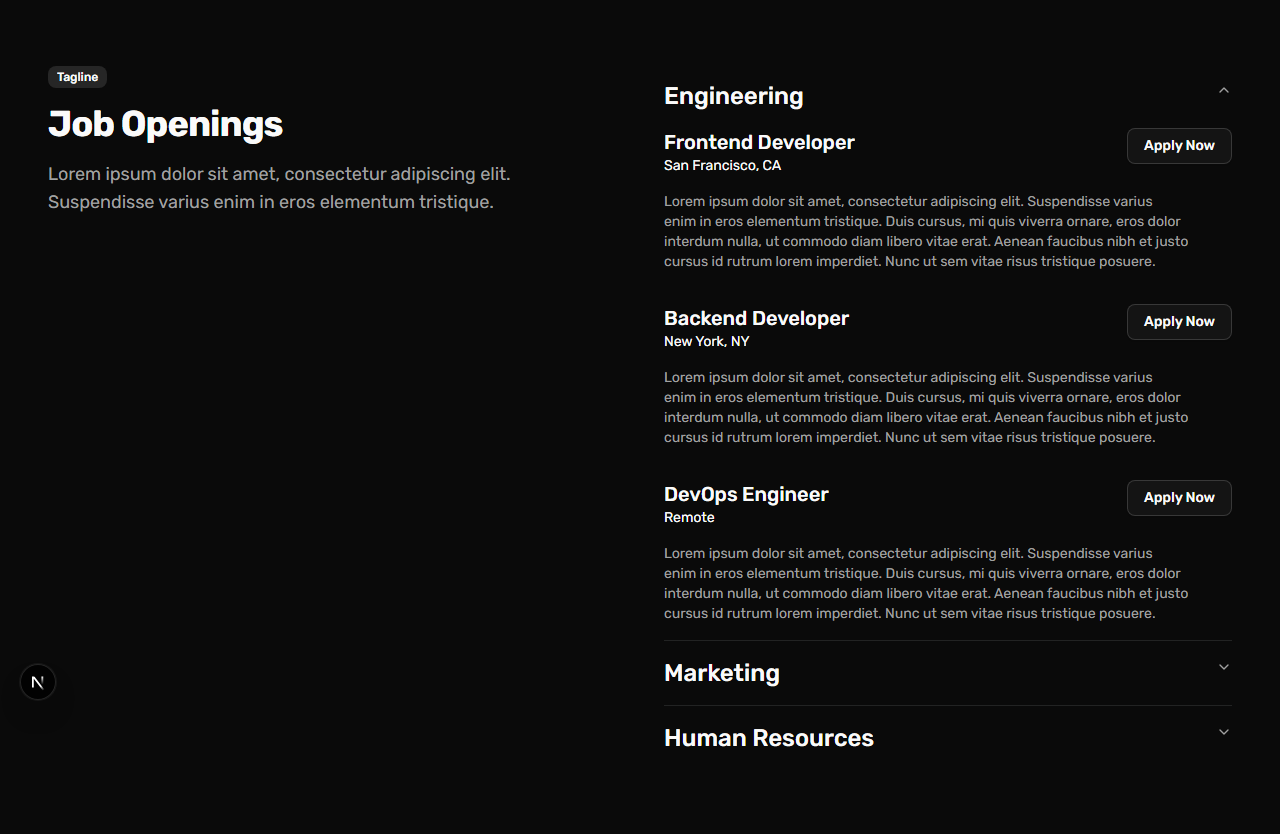 Tagline
Job Openings
Lorem ipsum dolor sit amet, consectetur adipiscing elit.
Suspendisse varius enim in eros elementum tristique.
Engineering
Frontend Developer
Apply Now
San Francisco, CA
Lorem ipsum dolor sit amet, consectetur adipiscing elit. Suspendisse varius
enim in eros elementum tristique. Duis cursus, mi quis viverra ornare, eros dolor
interdum nulla, ut commodo diam libero vitae erat. Aenean faucibus nibh et justo
cursus id rutrum lorem imperdiet. Nunc ut sem vitae risus tristique posuere.
Backend Developer
Apply Now
New York, NY
Lorem ipsum dolor sit amet, consectetur adipiscing elit. Suspendisse varius
enim in eros elementum tristique. Duis cursus, mi quis viverra ornare, eros dolor
interdum nulla, ut commodo diam libero vitae erat. Aenean faucibus nibh et justo
cursus id rutrum lorem imperdiet. Nunc ut sem vitae risus tristique posuere.
DevOps Engineer
Apply Now
Remote
Lorem ipsum dolor sit amet, consectetur adipiscing elit. Suspendisse varius
enim in eros elementum tristique. Duis cursus, mi quis viverra ornare, eros dolor
interdum nulla, ut commodo diam libero vitae erat. Aenean faucibus nibh et justo
cursus id rutrum lorem imperdiet. Nunc ut sem vitae risus tristique posuere.
Marketing
Human Resources
N